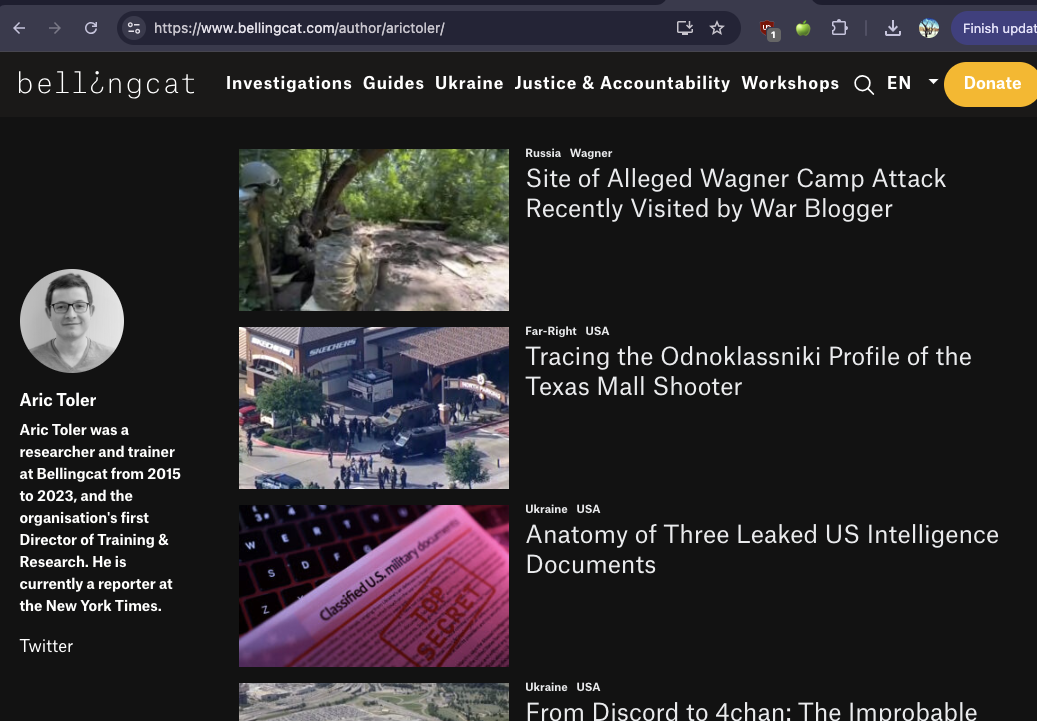 https://www.bellingcat.com/author/arictoler/
1
Finish updat
bellingcat
Investigations Guides Ukraine Justice & Accountability Workshops EN Donate
Russia Wagner
Site of Alleged Wagner Camp Attack
Recently Visited by War Blogger
SKECHERS
Far-Right USA
Tracing the Odnoklassniki Profile of the
Texas Mall Shooter
Aric Toler
Aric Toler was a
researcher and trainer
at Bellingcat from 2015
to 2023, and the
organisation's first
Director of Training &
Research. He is
currently a reporter at
the New York Times.
Twitter
W E R
S D F
Z
Classified U.S. military documents
TOP
SECRET
Ukraine USA
Anatomy of Three Leaked US Intelligence
Documents
Ukraine USA
From Discord to 4chan: The Improbable